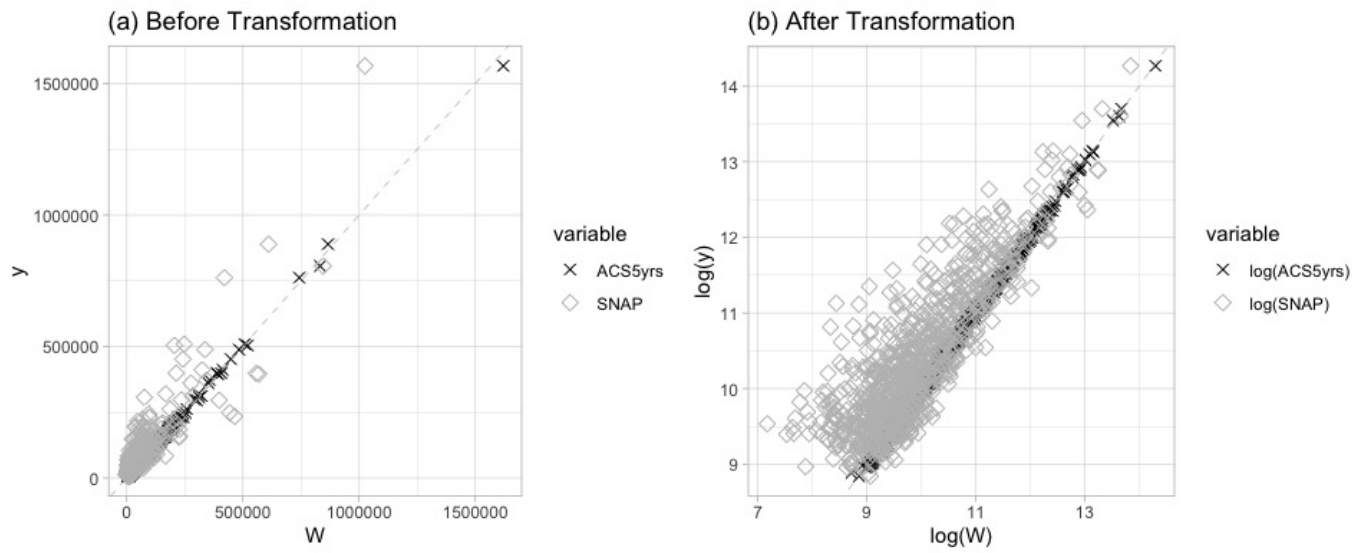 (a) Before Transformation
1500000
1000000
500000
0
y
0 500000 1000000 1500000
W
variable
ACS5yrs
SNAP
(b) After Transformation
14
13
12
11
10
9
log(y)
7 9 11 13
log(W)
variable
log(ACS5yrs)
log(SNAP)